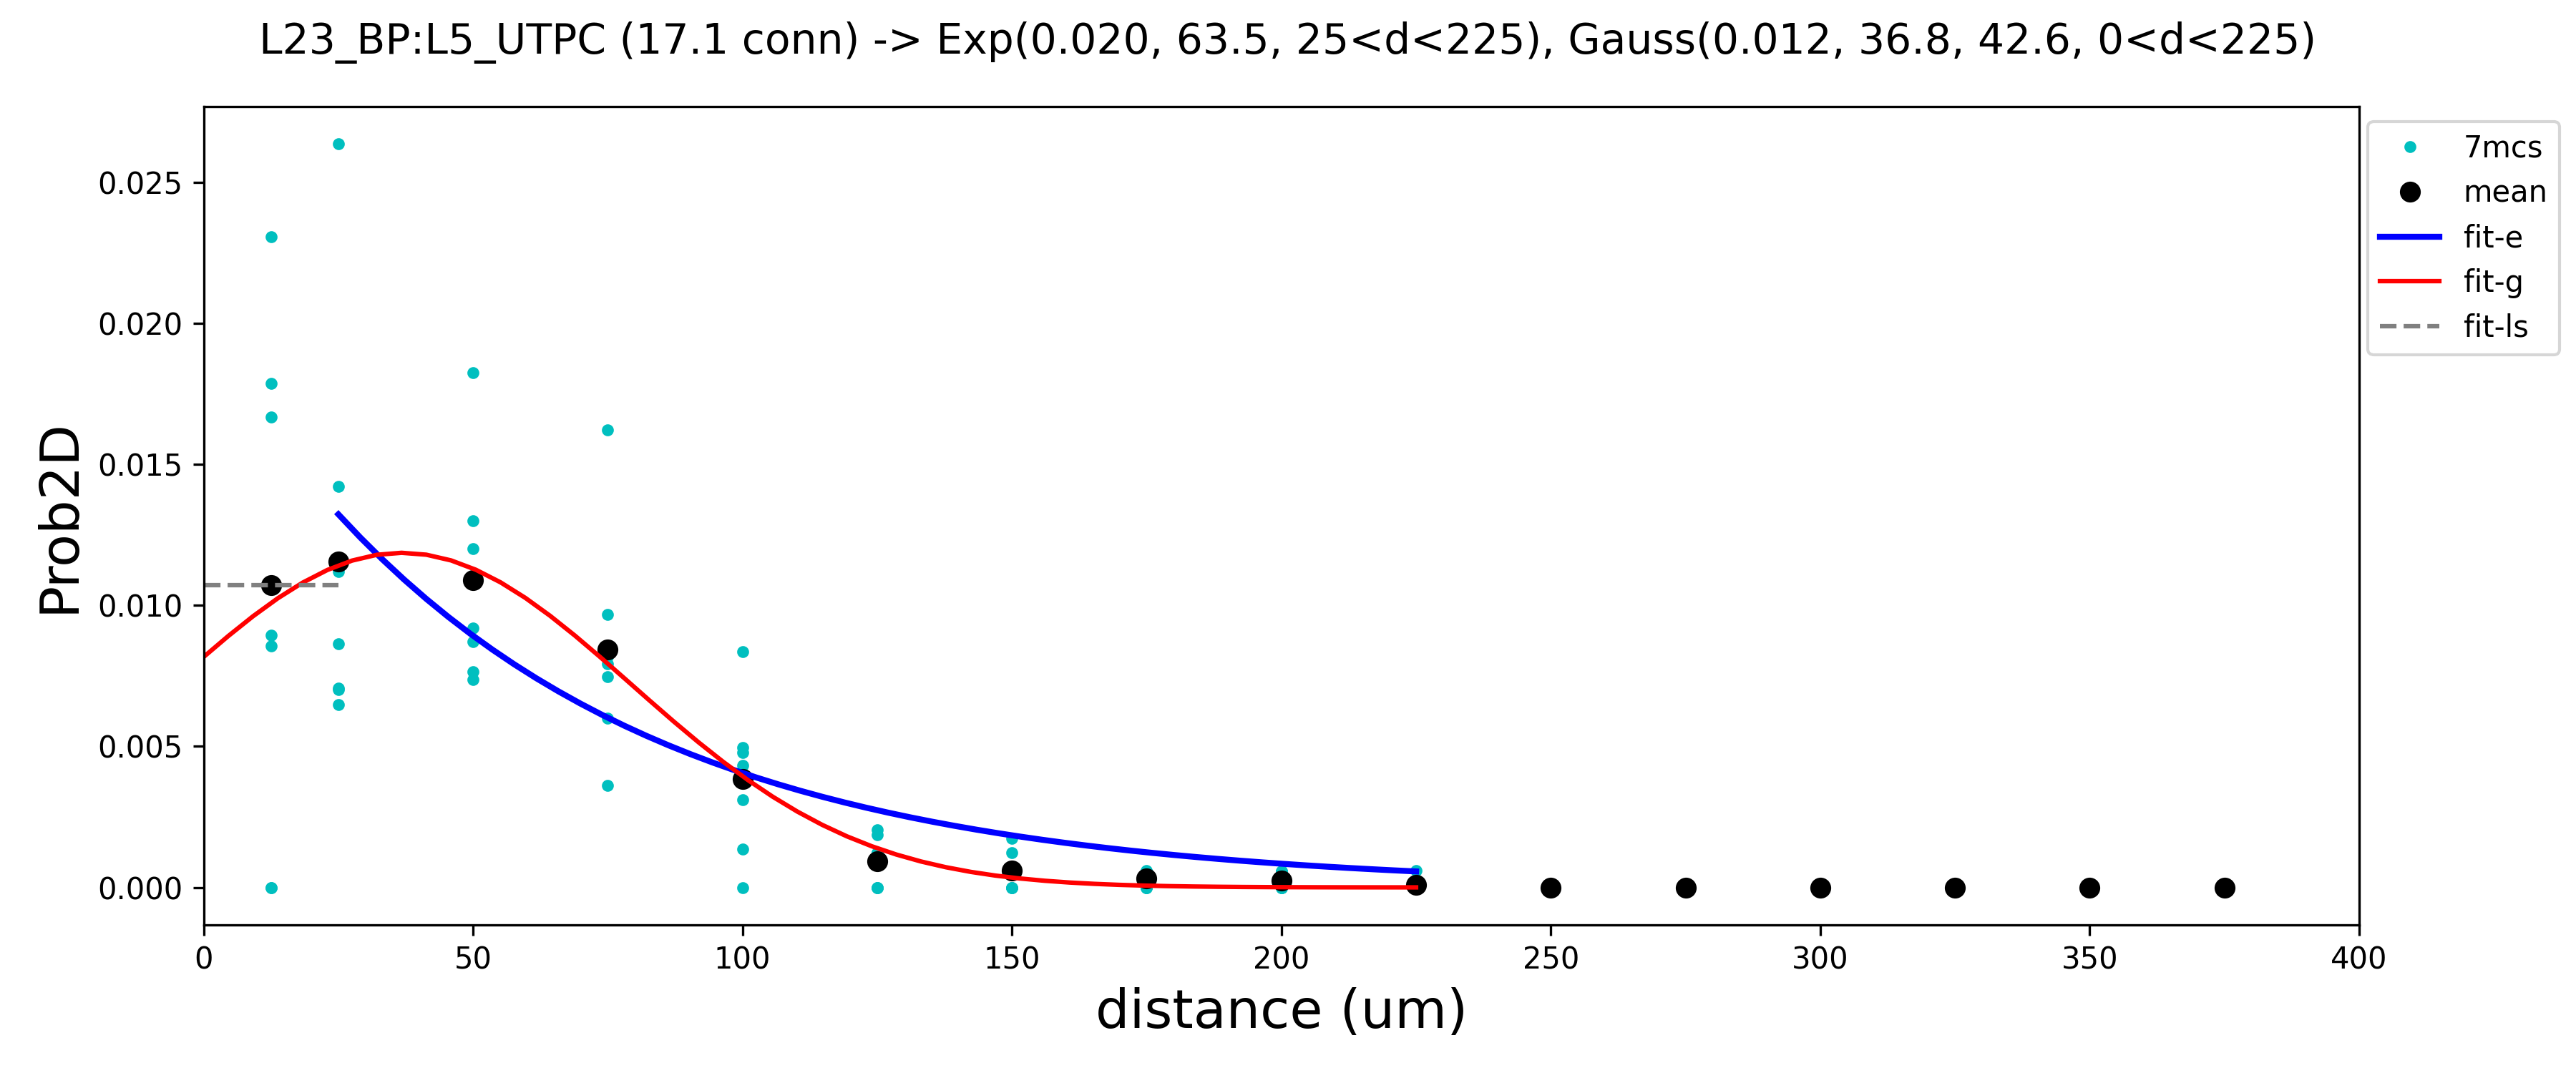 L23_BP:L5_UTPC (17.1 conn) -> Exp(0.020, 63.5, 25<d<225), Gauss(0.012, 36.8, 42.6, 0<d<225)
0.025
0.020
0.015
0.010
0.005
0.000
Prob2D
0 50 100 150 200 250 300 350 400
distance (um)
7mcs
mean
fit-e
fit-g
fit-ls